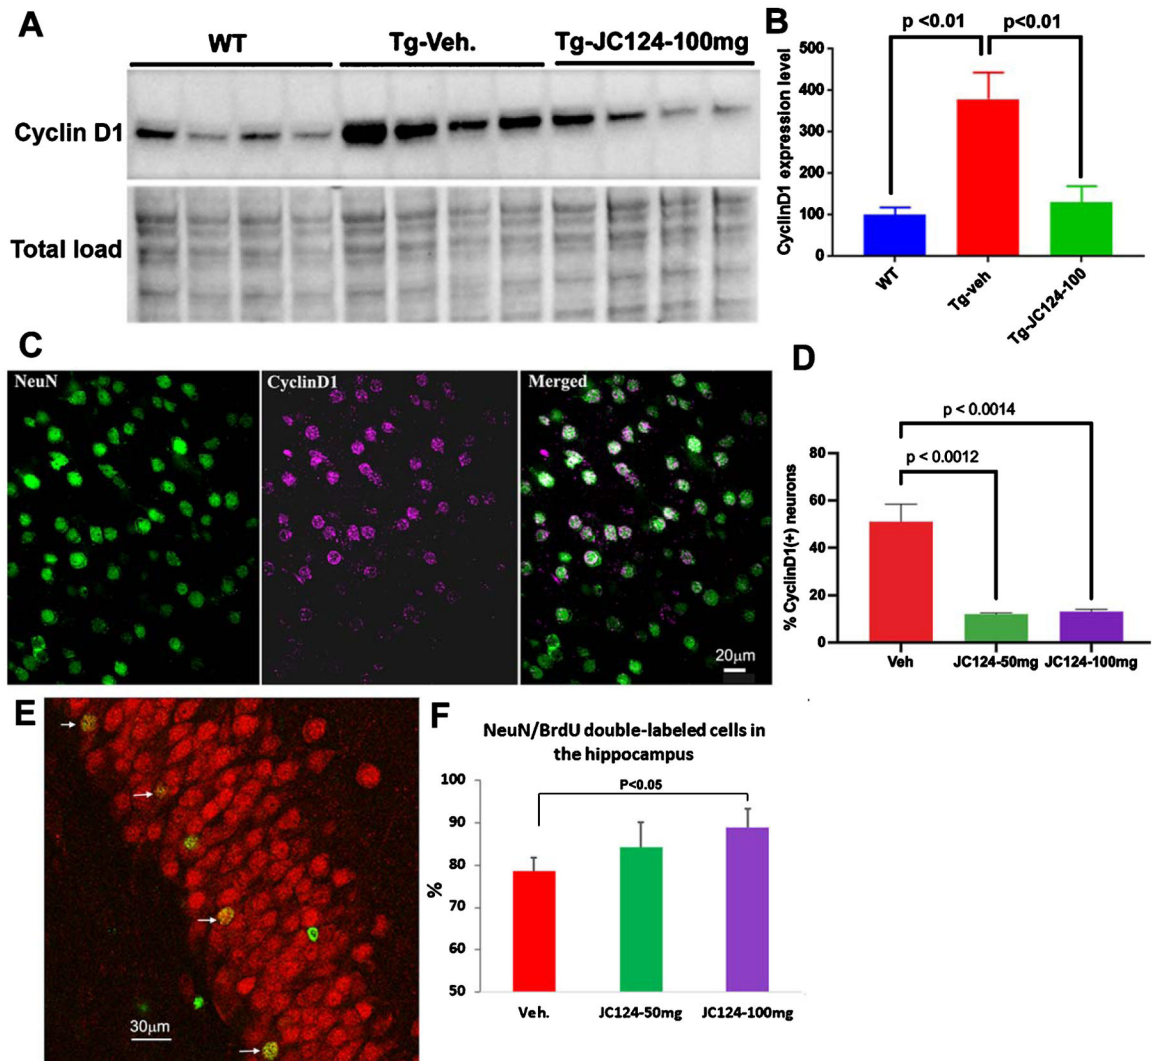 A
WT
Tg-Veh.
Tg-JC124-100mg
Cyclin D1
Total load
B
p <0.01
p<0.01
CyclinD1 expression level
500
400
300
200
100
0
WT
Tg-veh
Tg-JC124-100
C
NeuN
CyclinD1
Merged
20μm
D
p < 0.0014
p < 0.0012
% CyclinD1(+) neurons
80
60
40
20
0
Veh
JC124-50mg
JC124-100mg
E
30μm
F
NeuN/BrdU double-labeled cells in
the hippocampus
P<0.05
%
100
90
80
70
60
50
Veh.
JC124-50mg
JC124-100mg